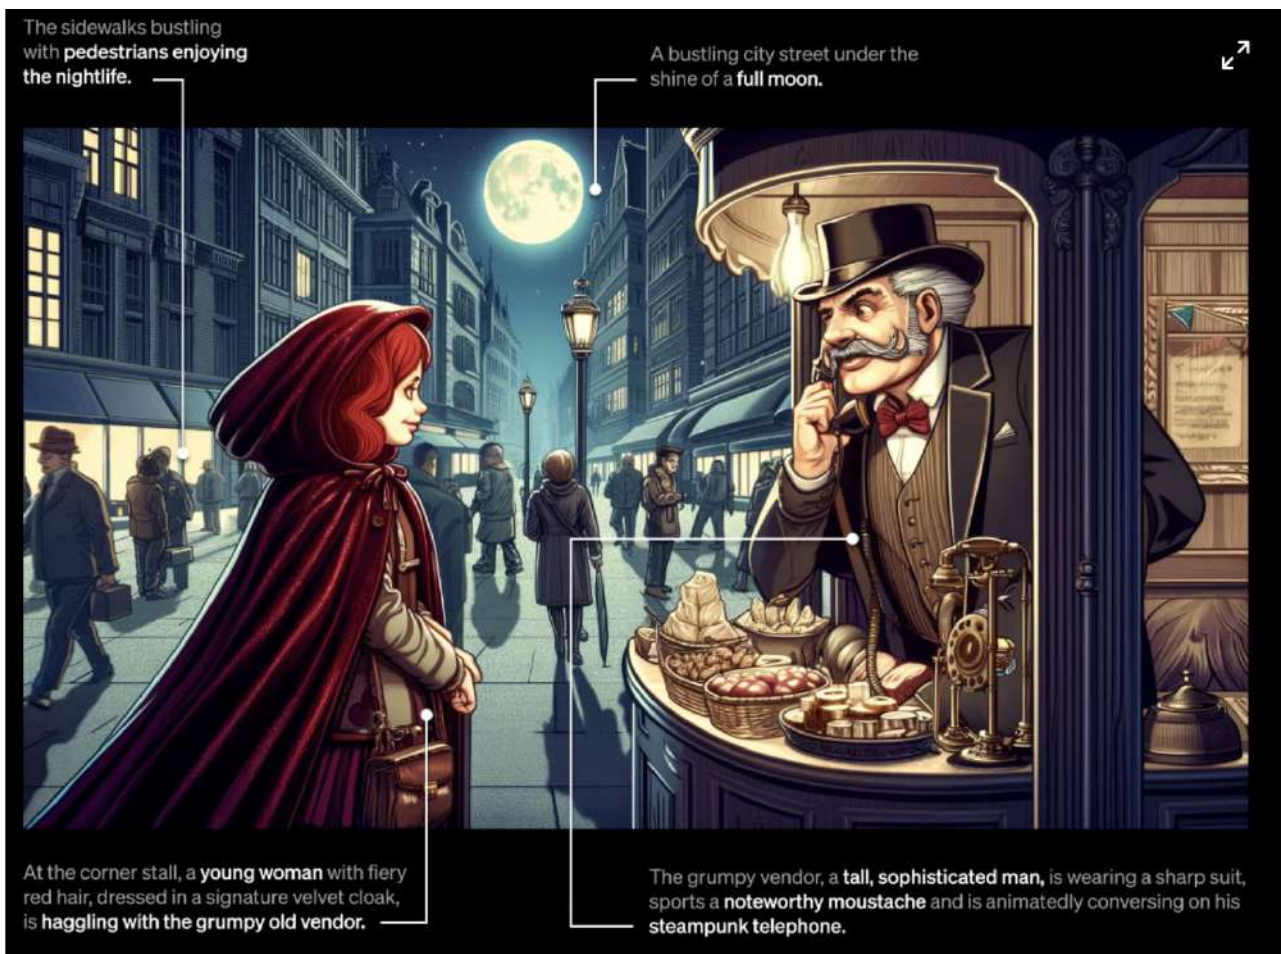 The sidewalks bustling
with pedestrians enjoying
the nightlife.
A bustling city street under the
shine of a full moon.
At the corner stall, a young woman with fiery
red hair, dressed in a signature velvet cloak,
is haggling with the grumpy old vendor.
The grumpy vendor, a tall, sophisticated man, is wearing a sharp suit,
sports a noteworthy moustache and is animatedly conversing on his
steampunk telephone.